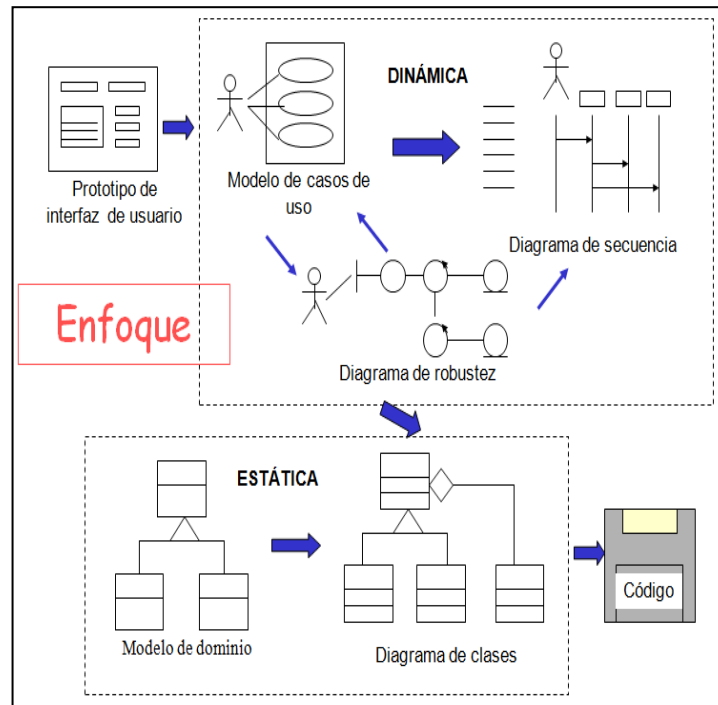 DINÁMICA
Prototipo de
interfaz de usuario
Modelo de casos de
uso
Diagrama de secuencia
Enfoque
Diagrama de robustez
ESTÁTICA
Modelo de dominio
Diagrama de clases
Código